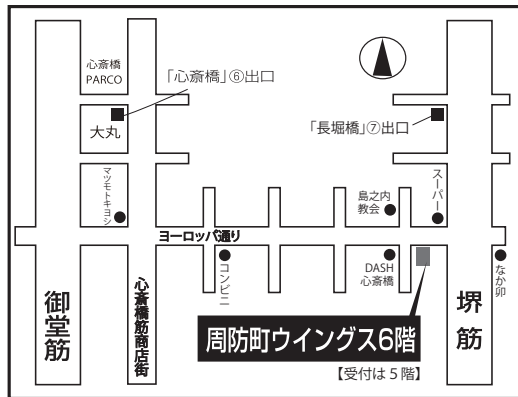 心斎橋
PARCO
「心斎橋」⑥出口
大丸
「長堀橋」⑦出口
マツモトキヨシ
島之内
教会
スーパー
ヨーロッパ通り
コンビニ
DASH
心斎橋
なか卯
御堂筋
心斎橋筋商店街
堺筋
周防町ウイングス6階
【受付は5階】